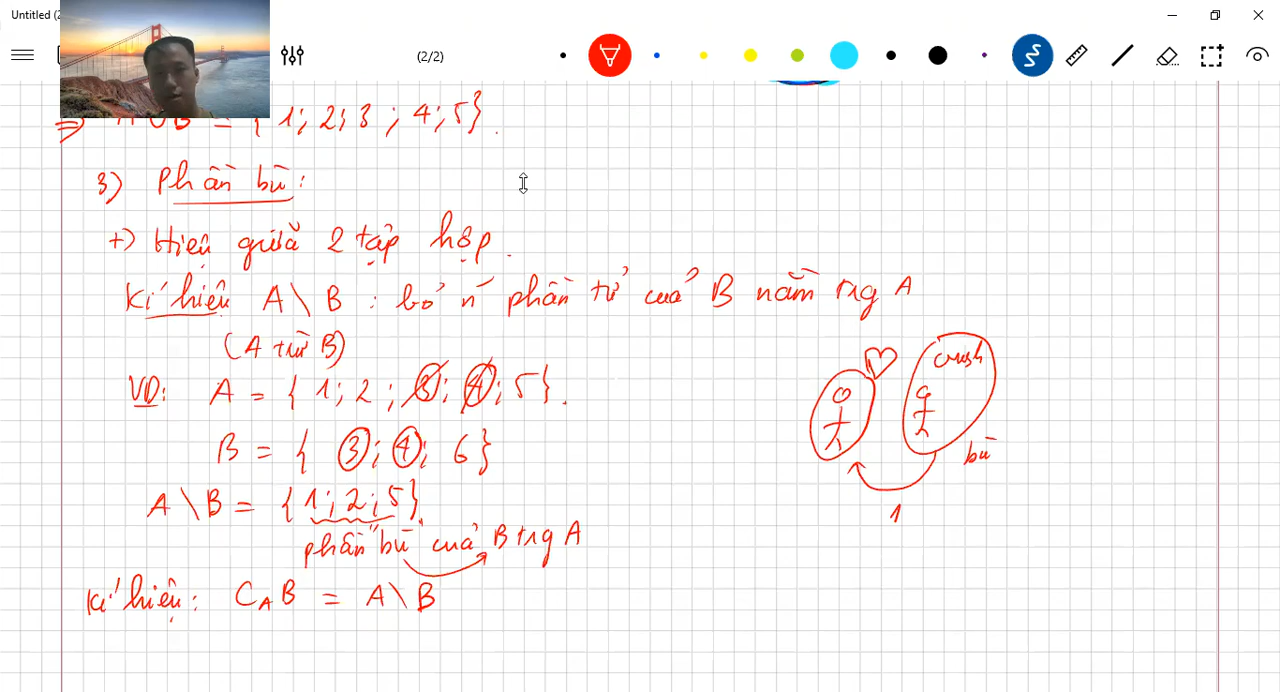 Untitled (2
(2/2)
⇒ A ∪ B = { 1; 2; 3 ; 4; 5}.
3) Phần bù:
+) Hiệu giữa 2 tập hợp.
Kí hiệu A \ B : bỏ n~ phần tử của B nằm trg A
(A trừ B)
crush
VD: A = { 1; 2 ; 3; 4; 5}.
B = { 3; 4; 6}
bù
A \ B = {1; 2; 5}.
1
phần "bù" của B trg A
Kí hiệu: C_A B = A \ B